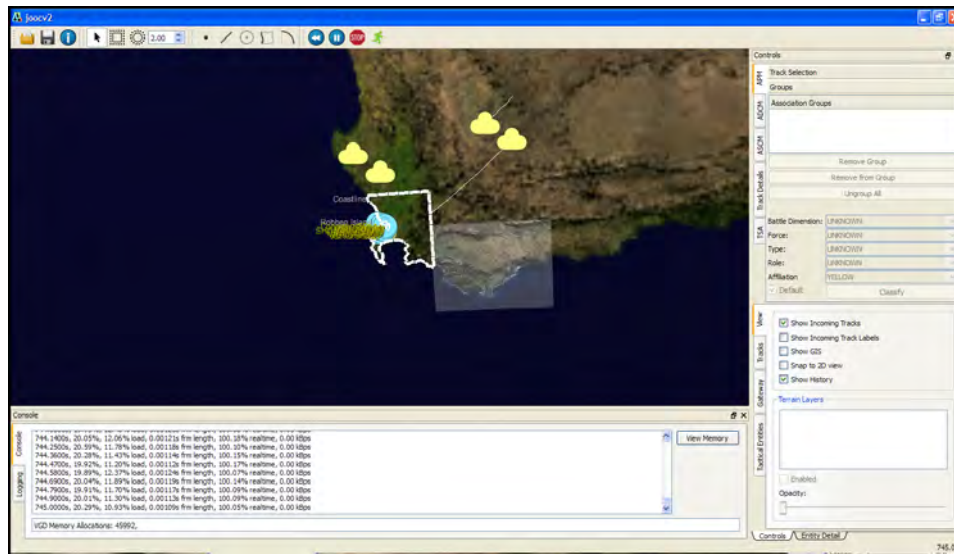 joocv2
2.00
STOP
Controls
APM
ADCM
ASCM
Track Details
TSA
Track Selection
Groups
Association Groups
Remove Group
Remove from Group
Ungroup All
Battle Dimension: UNKNOWN
Force: UNKNOWN
Type: UNKNOWN
Role: UNKNOWN
Affiliation YELLOW
Default
Classify
Coastline
Robben Island
View
Tracks
Gateway
Tactical Entities
Show Incoming Tracks
Show Incoming Track Labels
Show GIS
Snap to 2D view
Show History
Terrain Layers
Enabled
Opacity:
Controls
Entity Detail
Console
Console
Logging
744.1400s, 20.05%, 12.06% load, 0.00121s frm length, 100.18% realtime, 0.00 kBps
744.2500s, 20.59%, 11.78% load, 0.00118s frm length, 100.10% realtime, 0.00 kBps
744.3600s, 20.28%, 11.43% load, 0.00114s frm length, 100.15% realtime, 0.00 kBps
744.4700s, 19.92%, 11.20% load, 0.00112s frm length, 100.17% realtime, 0.00 kBps
744.5800s, 19.89%, 12.37% load, 0.00124s frm length, 100.07% realtime, 0.00 kBps
744.6900s, 20.04%, 11.89% load, 0.00119s frm length, 100.14% realtime, 0.00 kBps
744.7900s, 19.91%, 11.70% load, 0.00117s frm length, 100.09% realtime, 0.00 kBps
744.9000s, 20.01%, 11.30% load, 0.00113s frm length, 100.09% realtime, 0.00 kBps
745.0000s, 20.29%, 10.93% load, 0.00109s frm length, 100.05% realtime, 0.00 kBps
View Memory
VGD Memory Allocations: 45992,
745.0